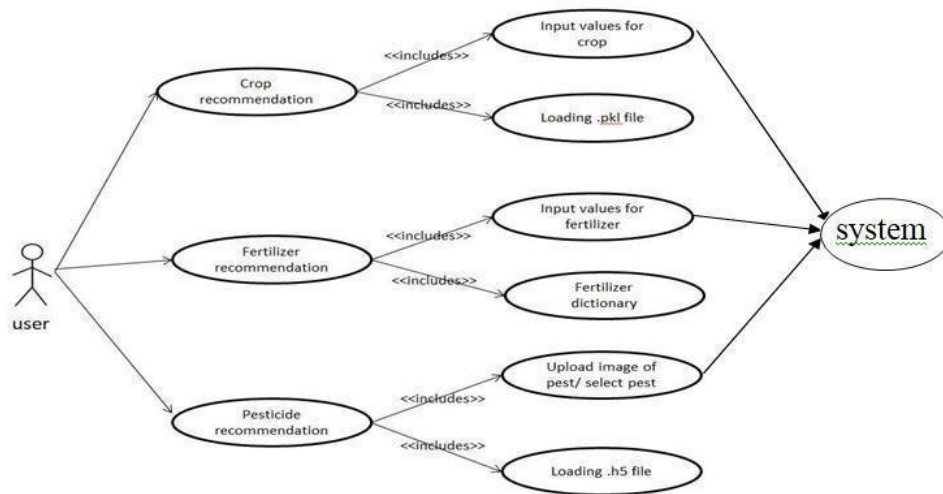 Input values for
crop
<<includes>>
Crop
recommendation
<<includes>>
Loading .pkl file
Input values for
fertilizer
<<includes>>
system
Fertilizer
recommendation
<<includes>>
Fertilizer
dictionary
user
Upload image of
pest/ select pest
<<includes>>
Pesticide
recommendation
<<includes>>
Loading .h5 file